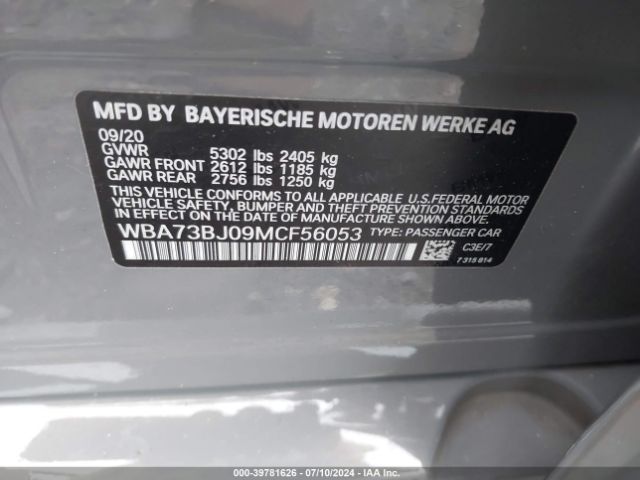 MFD BY BAYERISCHE MOTOREN WERKE AG
09/20
GVWR 5302 lbs 2405 kg
GAWR FRONT 2612 lbs 1185 kg
GAWR REAR 2756 lbs 1250 kg
THIS VEHICLE CONFORMS TO ALL APPLICABLE U.S.FEDERAL MOTOR
VEHICLE SAFETY, BUMPER, AND THEFT PREVENTION
STANDARDS IN EFFECT ON THE DATE OF MANUFACTURE SHOWN ABOVE.
WBA73BJ09MCF56053 TYPE: PASSENGER CAR
C3E/7
7 315 814
000-39781626 - 07/10/2024 - IAA Inc.